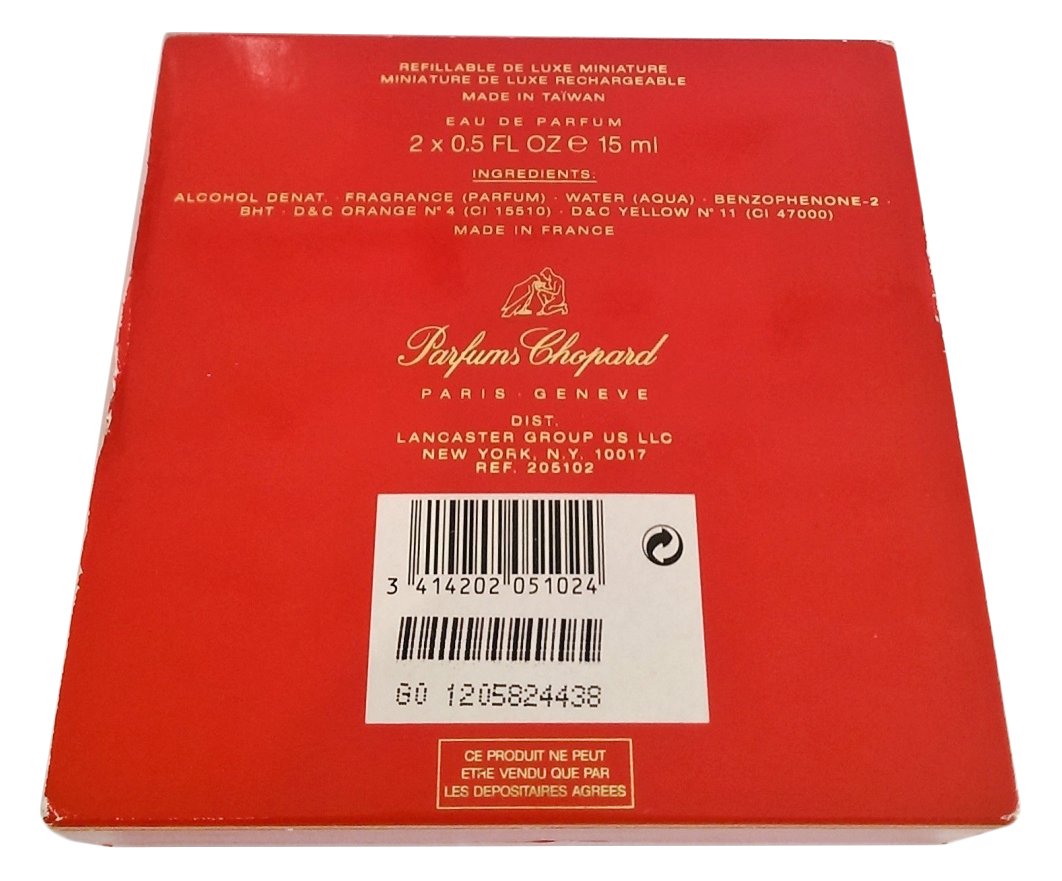 REFILLABLE DE LUXE MINIATURE
MINIATURE DE LUXE RECHARGEABLE
MADE IN TAÏWAN
EAU DE PARFUM
2 x 0.5 FL OZ ℮ 15 ml
INGREDIENTS:
ALCOHOL DENAT. · FRAGRANCE (PARFUM) · WATER (AQUA) · BENZOPHENONE-2 ·
BHT · D&C ORANGE N° 4 (CI 15510) · D&C YELLOW N° 11 (CI 47000)
MADE IN FRANCE
Parfums Chopard
PARIS · GENEVE
DIST.
LANCASTER GROUP US LLC
NEW YORK, N.Y. 10017
REF. 205102
3 414202 051024
G0 1205824438
CE PRODUIT NE PEUT
ETRE VENDU QUE PAR
LES DEPOSITAIRES AGREES